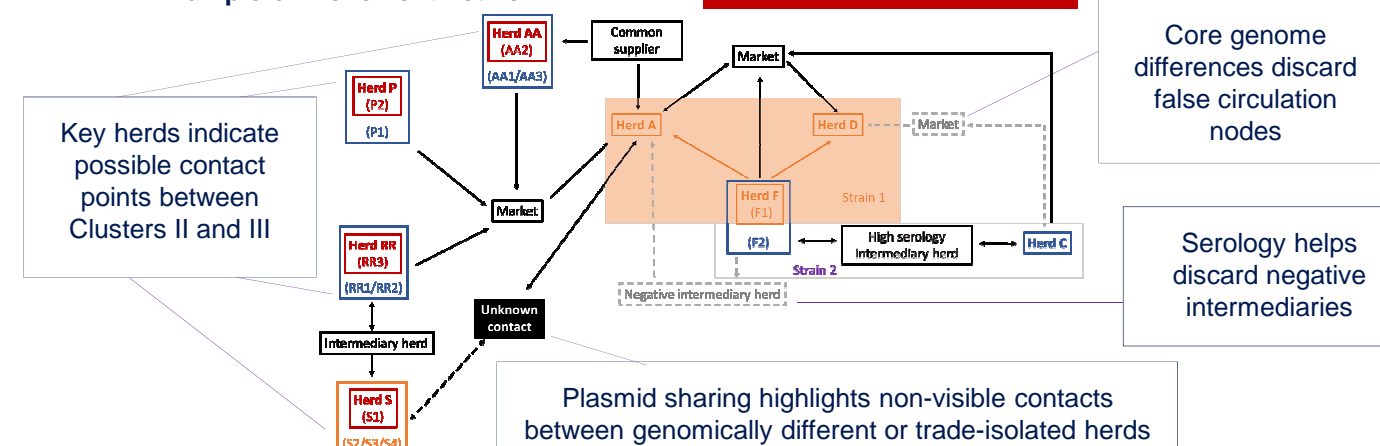 Herd AA
(AA2)
(AA1/AA3)
Common
supplier
Market
Core genome
differences discard
false circulation
nodes
Herd P
(P2)
(P1)
Key herds indicate
possible contact
points between
Clusters II and III
Herd A
Herd D
Market
Herd F
(F1)
Strain 1
(F2)
Market
High serology
intermediary herd
Herd C
Strain 2
Serology helps
discard negative
intermediaries
Herd RR
(RR3)
(RR1/RR2)
Negative intermediary herd
Unknown
contact
Intermediary herd
Herd S
(S1)
(S2/S3/S4)
Plasmid sharing highlights non-visible contacts
between genomically different or trade-isolated herds